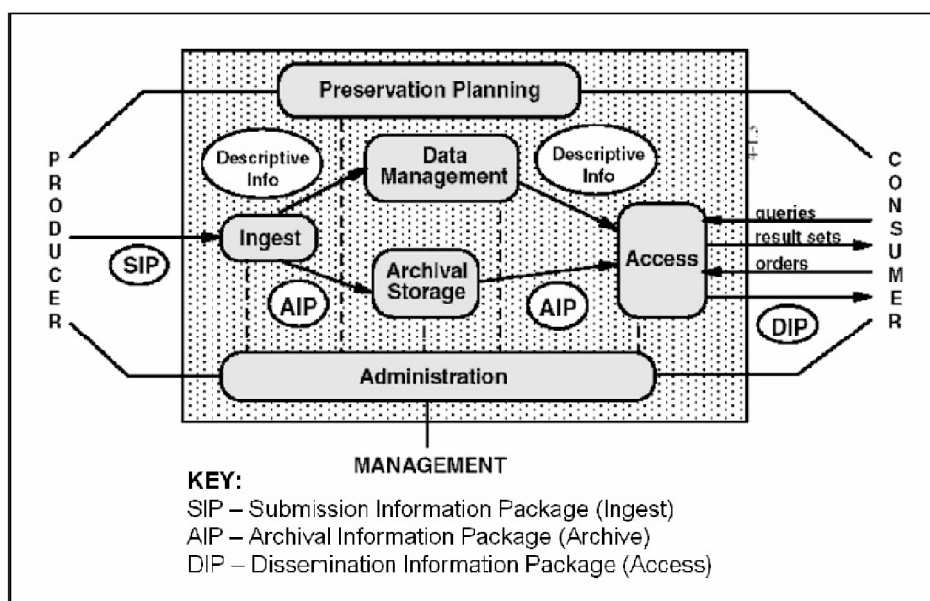 Preservation Planning
PRODUCER
Descriptive
Info
Data
Management
Descriptive
Info
CONSUMER
Ingest
SIP
AIP
Archival
Storage
AIP
Access
queries
result sets
orders
DIP
Administration
MANAGEMENT
KEY:
SIP – Submission Information Package (Ingest)
AIP – Archival Information Package (Archive)
DIP – Dissemination Information Package (Access)